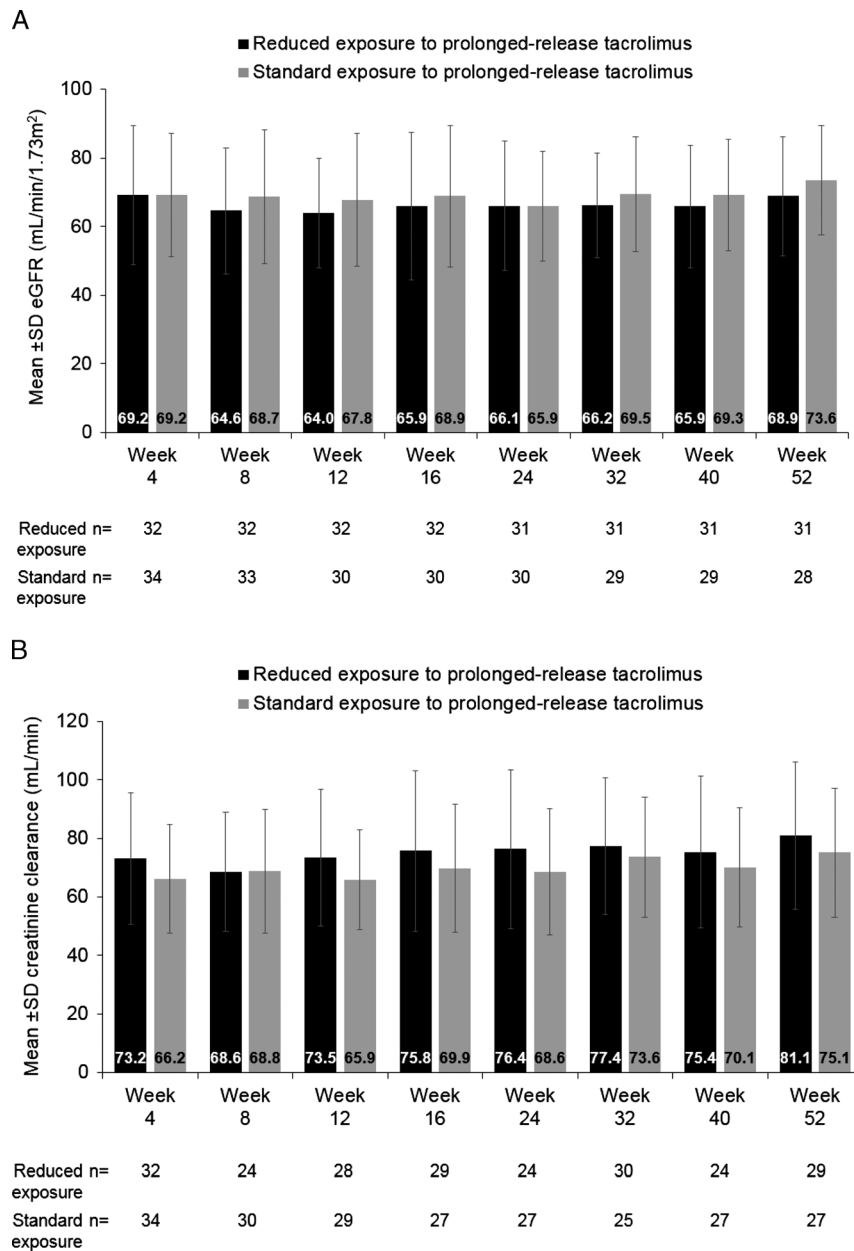 A
Reduced exposure to prolonged-release tacrolimus
Standard exposure to prolonged-release tacrolimus
Mean ±SD eGFR (mL/min/1.73m²)
100
80
60
40
20
0
69.2 69.2 64.6 68.7 64.0 67.8 65.9 68.9 66.1 65.9 66.2 69.5 65.9 69.3 68.9 73.6
Week Week Week Week Week Week Week Week
4 8 12 16 24 32 40 52
Reduced n= 32 32 32 32 31 31 31 31
exposure
Standard n= 34 33 30 30 30 29 29 28
exposure
B
Reduced exposure to prolonged-release tacrolimus
Standard exposure to prolonged-release tacrolimus
Mean ±SD creatinine clearance (mL/min)
120
100
80
60
40
20
0
73.2 66.2 68.6 68.8 73.5 65.9 75.8 69.9 76.4 68.6 77.4 73.6 75.4 70.1 81.1 75.1
Week Week Week Week Week Week Week Week
4 8 12 16 24 32 40 52
Reduced n= 32 24 28 29 24 30 24 29
exposure
Standard n= 34 30 29 27 27 25 27 27
exposure